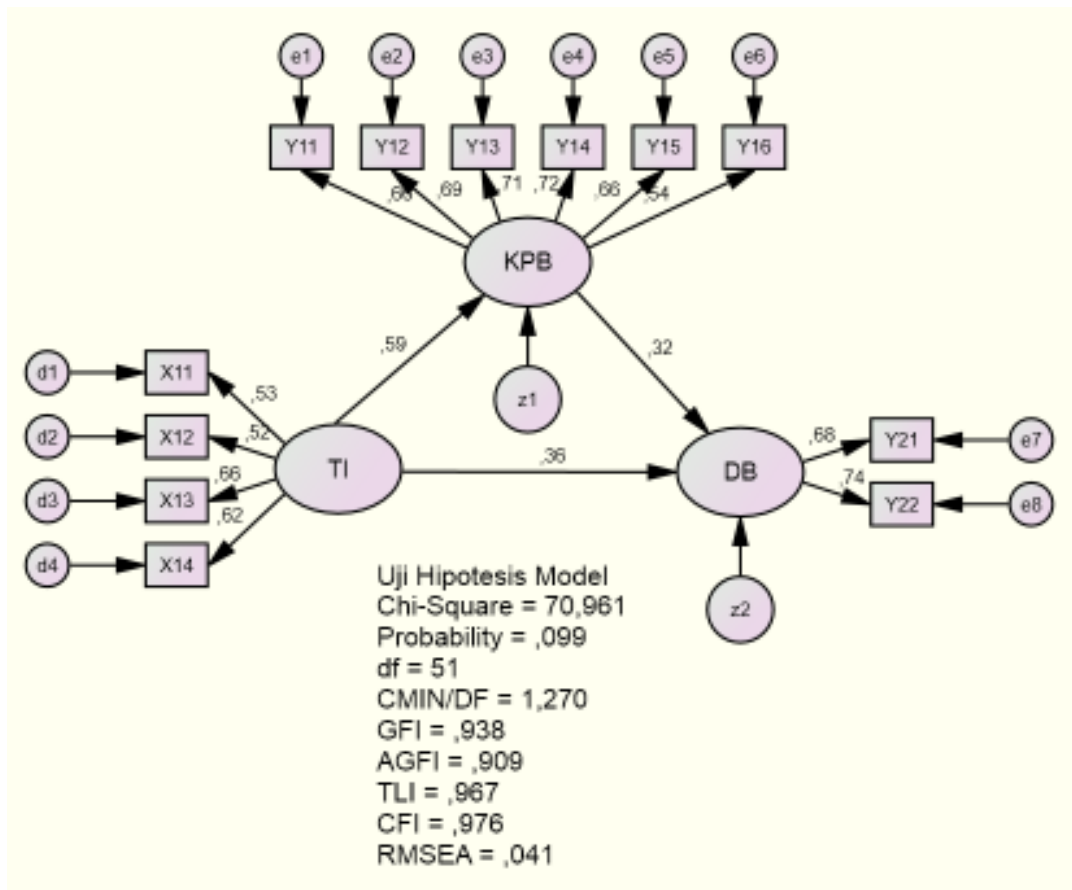 e1 e2 e3 e4 e5 e6
Y11 Y12 Y13 Y14 Y15 Y16
,69 ,71 ,72 ,66 ,54
KPB
,59 ,32
z1
d1 X11 ,53
d2 X12 ,52
d3 X13 ,66
d4 X14 ,62
TI
,36
DB
,68 Y21 e7
,74 Y22 e8
z2
Uji Hipotesis Model
Chi-Square = 70,961
Probability = ,099
df = 51
CMIN/DF = 1,270
GFI = ,938
AGFI = ,909
TLI = ,967
CFI = ,976
RMSEA = ,041